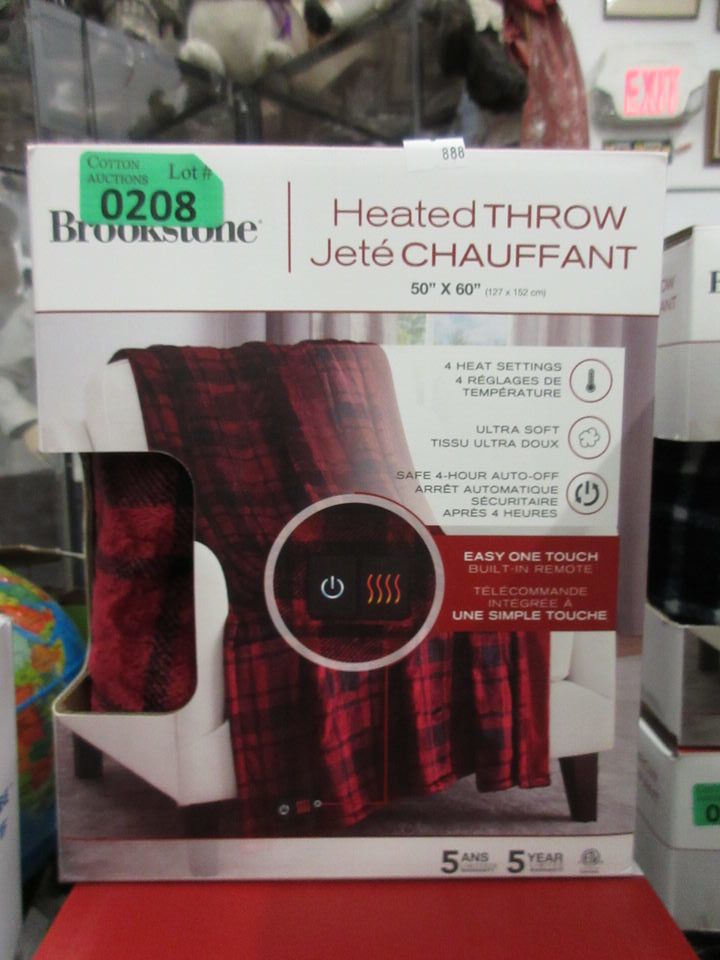 EXIT
888
COTTON
AUCTIONS Lot #
0208
Brookstone
Heated THROW
Jeté CHAUFFANT
50" X 60" (127 x 152 cm)
4 HEAT SETTINGS
4 RÉGLAGES DE
TEMPÉRATURE
ULTRA SOFT
TISSU ULTRA DOUX
SAFE 4-HOUR AUTO-OFF
ARRÊT AUTOMATIQUE
SÉCURITAIRE
APRÈS 4 HEURES
EASY ONE TOUCH
BUILT-IN REMOTE
TÉLÉCOMMANDE
INTÉGRÉE À
UNE SIMPLE TOUCHE
5 ANS 5 YEAR